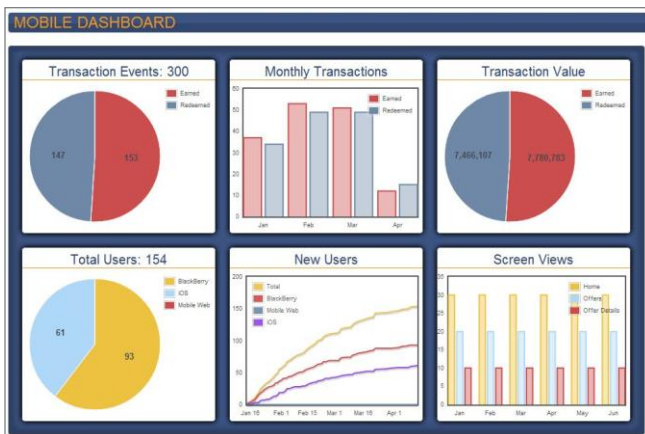 MOBILE DASHBOARD
Transaction Events: 300
Earned
Redeemed
147
153
Monthly Transactions
60
50
40
30
20
10
0
Earned
Redeemed
Jan
Feb
Mar
Apr
Transaction Value
Earned
Redeemed
7,466,107
Total Users: 154
BlackBerry
iOS
Mobile Web
61
93
New Users
200
150
100
50
0
Total
BlackBerry
Mobile Web
iOS
Jan 15
Feb 1
Feb 15
Mar 1
Mar 15
Apr 1
Screen Views
35
30
25
20
15
10
5
0
Home
Offers
Offer Details
Jan
Feb
Mar
Apr
May
Jun